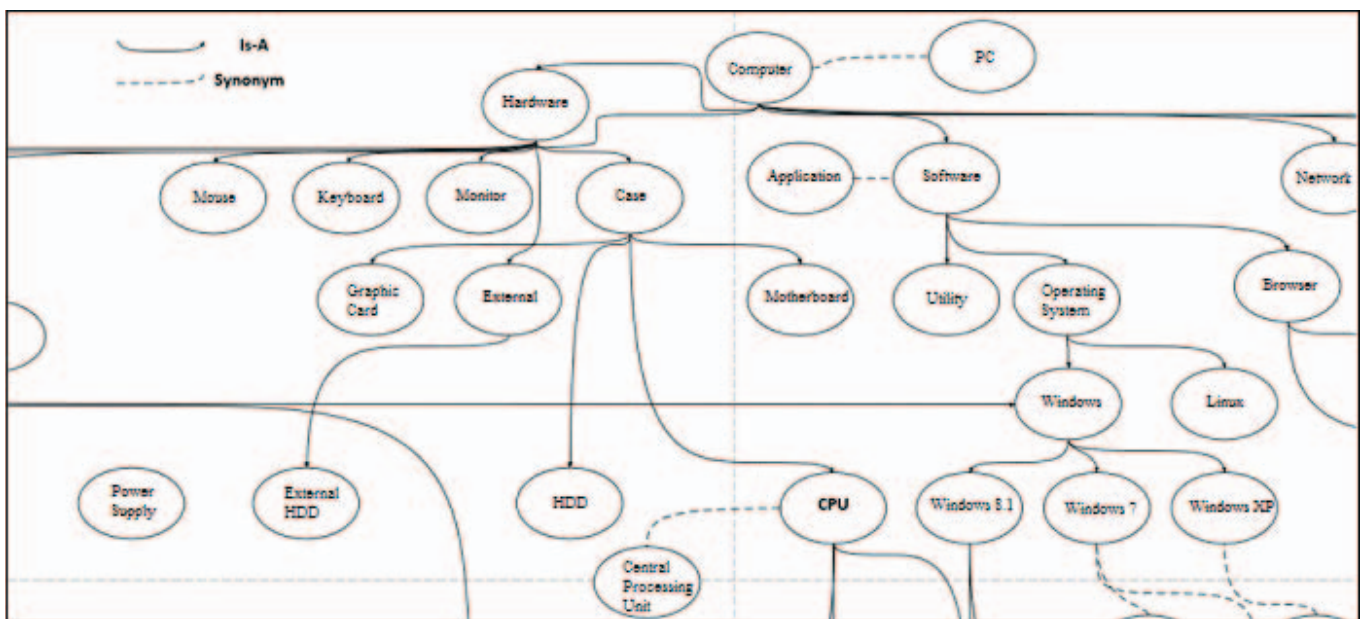 Is-A
Synonym
Computer
PC
Hardware
Mouse
Keyboard
Monitor
Case
Application
Software
Network
Graphic
Card
External
Motherboard
Utility
Operating
System
Browser
Windows
Linux
Power
Supply
External
HDD
HDD
CPU
Windows 8.1
Windows 7
Windows XP
Central
Processing
Unit